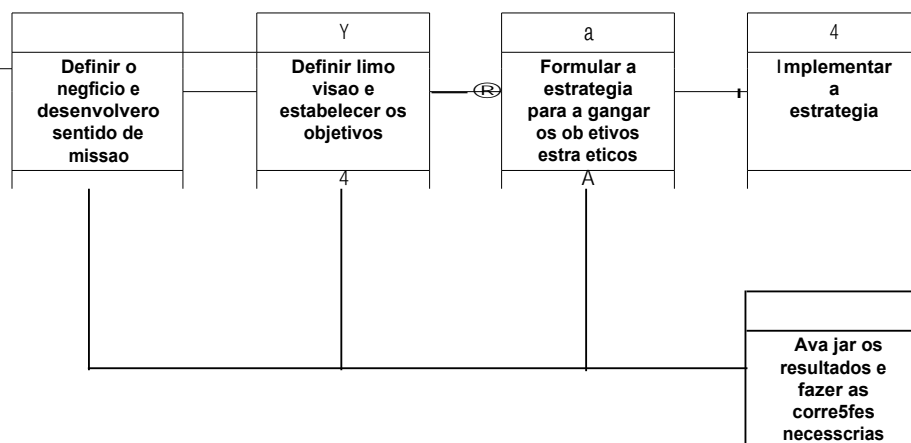 Definir o
negficio e
desenvolvero
sentido de
missao
Y
Definir limo
visao e
estabelecer os
objetivos
4
®
a
Formular a
estrategia
para a gangar
os ob etivos
estra eticos
A
4
Implementar
a
estrategia
Ava jar os
resultados e
fazer as
corre5fes
necesscrias